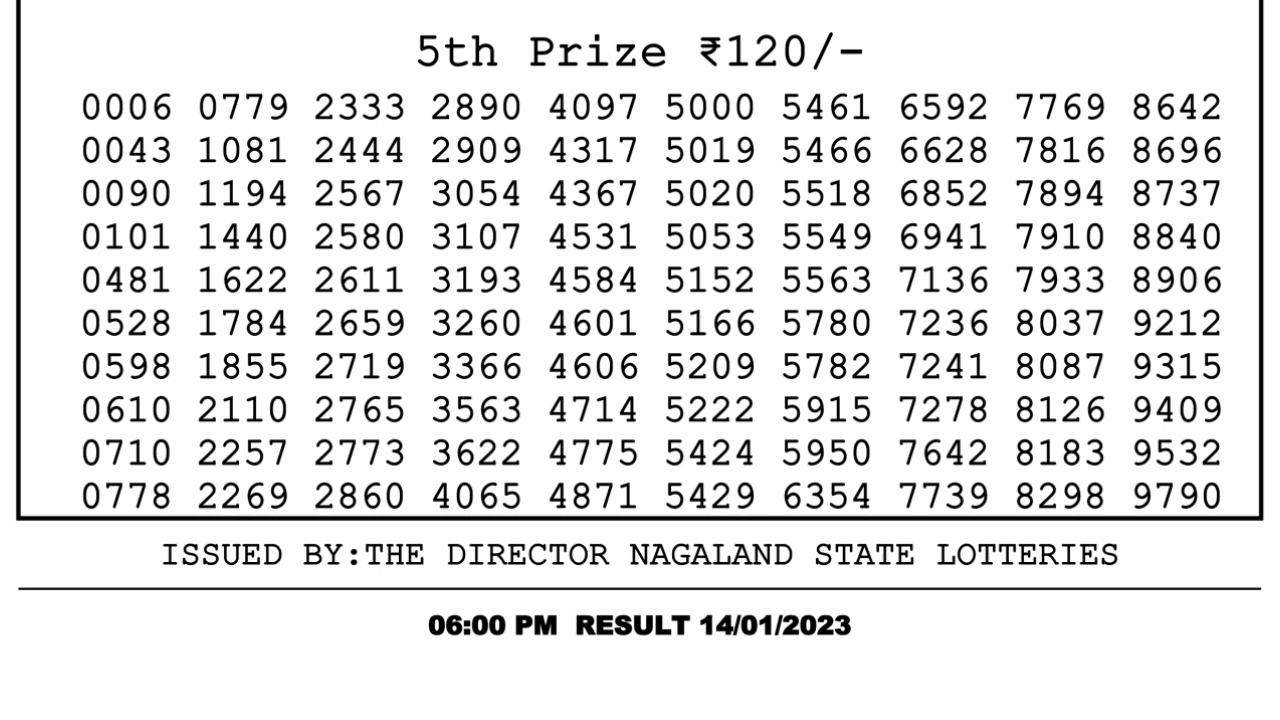 5th Prize ₹120/-
0006 0779 2333 2890 4097 5000 5461 6592 7769 8642
0043 1081 2444 2909 4317 5019 5466 6628 7816 8696
0090 1194 2567 3054 4367 5020 5518 6852 7894 8737
0101 1440 2580 3107 4531 5053 5549 6941 7910 8840
0481 1622 2611 3193 4584 5152 5563 7136 7933 8906
0528 1784 2659 3260 4601 5166 5780 7236 8037 9212
0598 1855 2719 3366 4606 5209 5782 7241 8087 9315
0610 2110 2765 3563 4714 5222 5915 7278 8126 9409
0710 2257 2773 3622 4775 5424 5950 7642 8183 9532
0778 2269 2860 4065 4871 5429 6354 7739 8298 9790
ISSUED BY:THE DIRECTOR NAGALAND STATE LOTTERIES
06:00 PM RESULT 14/01/2023